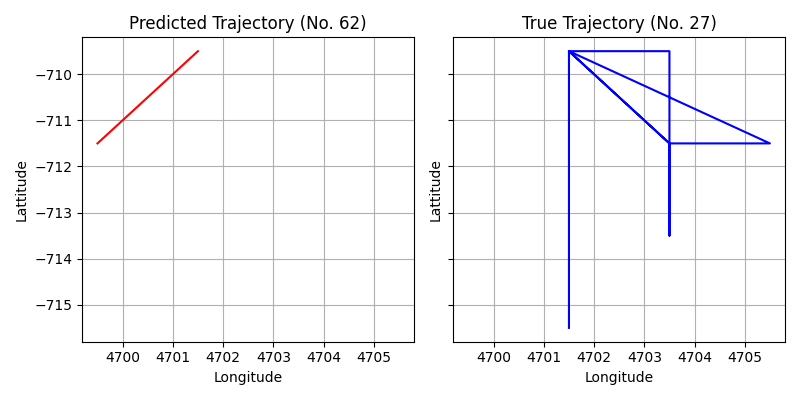 Predicted Trajectory (No. 62)
True Trajectory (No. 27)
Lattitude
−710
−711
−712
−713
−714
−715
4700 4701 4702 4703 4704 4705
Longitude
Lattitude
4700 4701 4702 4703 4704 4705
Longitude